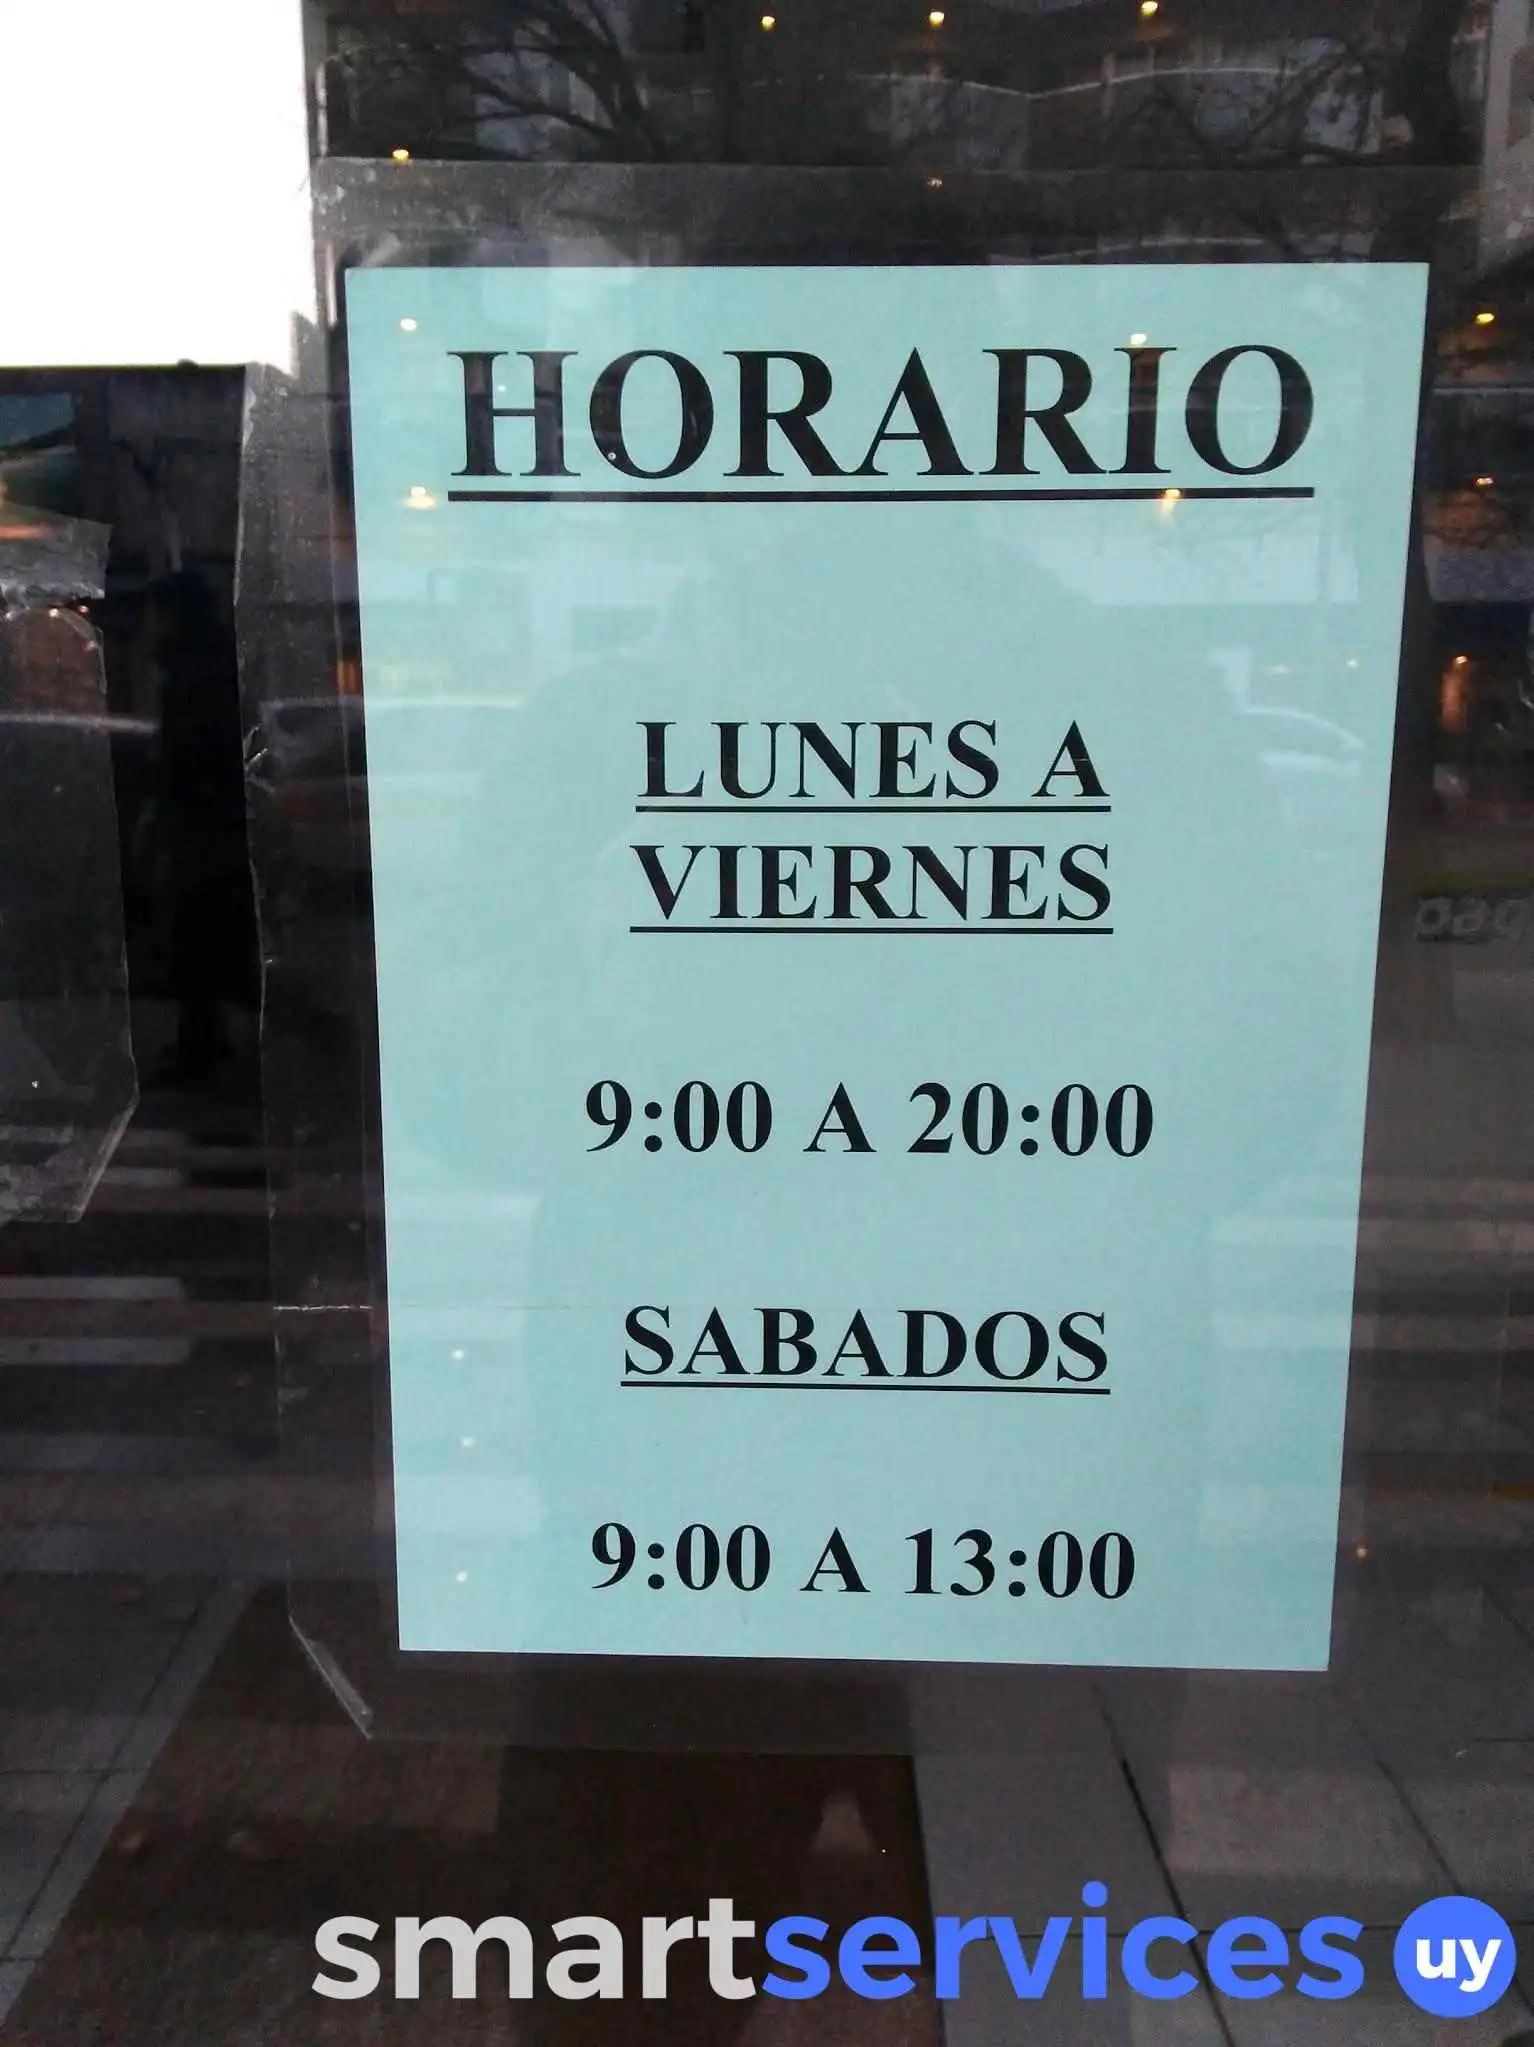 HORARIO
LUNES A
VIERNES
9:00 A 20:00
SABADOS
9:00 A 13:00
smartservices uy